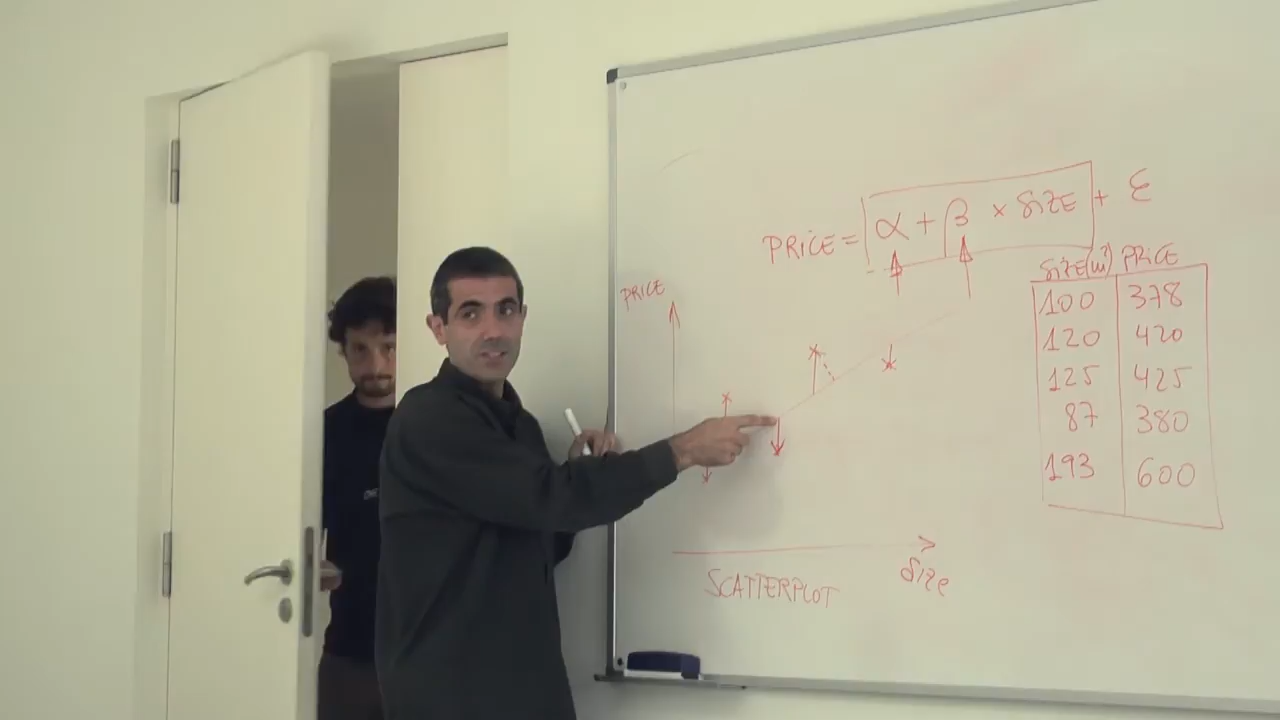 PRICE = α + β × SIZE + ε
SIZE(m²) PRICE
100 378
120 420
125 425
87 380
193 600
PRICE
SIZE
SCATTERPLOT